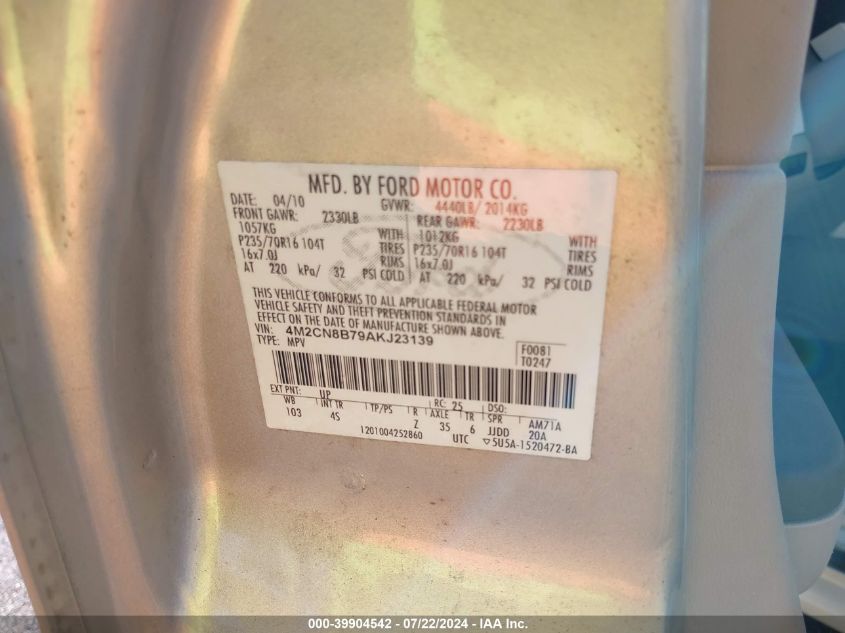 MFD. BY FORD MOTOR CO.
DATE: 04/10 GVWR: 4440LB/ 2014KG
FRONT GAWR: 2330LB REAR GAWR: 2230LB
1057KG WITH 1012KG WITH
P235/70R16 104T TIRES P235/70R16 104T TIRES
16x7.0J RIMS 16x7.0J RIMS
AT 220 kPa/ 32 PSI COLD AT 220 kPa/ 32 PSI COLD
THIS VEHICLE CONFORMS TO ALL APPLICABLE FEDERAL MOTOR
VEHICLE SAFETY AND THEFT PREVENTION STANDARDS IN
EFFECT ON THE DATE OF MANUFACTURE SHOWN ABOVE.
VIN: 4M2CN8B79AKJ23139
TYPE: MPV
F0081
T0247
EXT PNT: UP RC: 25 DSO:
WB INT TR TP/PS R AXLE TR SPR AM71A
103 4S Z 35 6 JJDD 20A
1201004252860 UTC ▽5U5A-1520472-BA
000-39904542 - 07/22/2024 - IAA Inc.